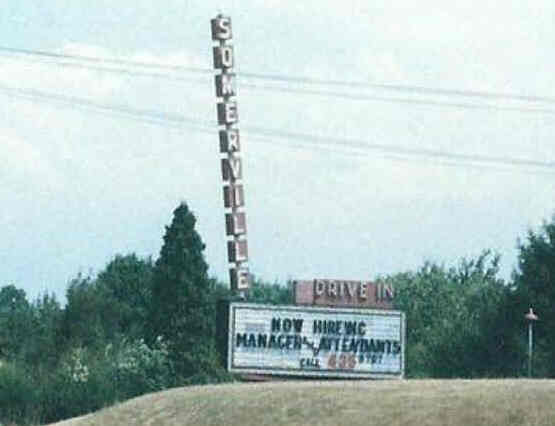 SOMERVILLE
DRIVE IN
NOW HIRING
MANAGER ATTENDANTS
CALL